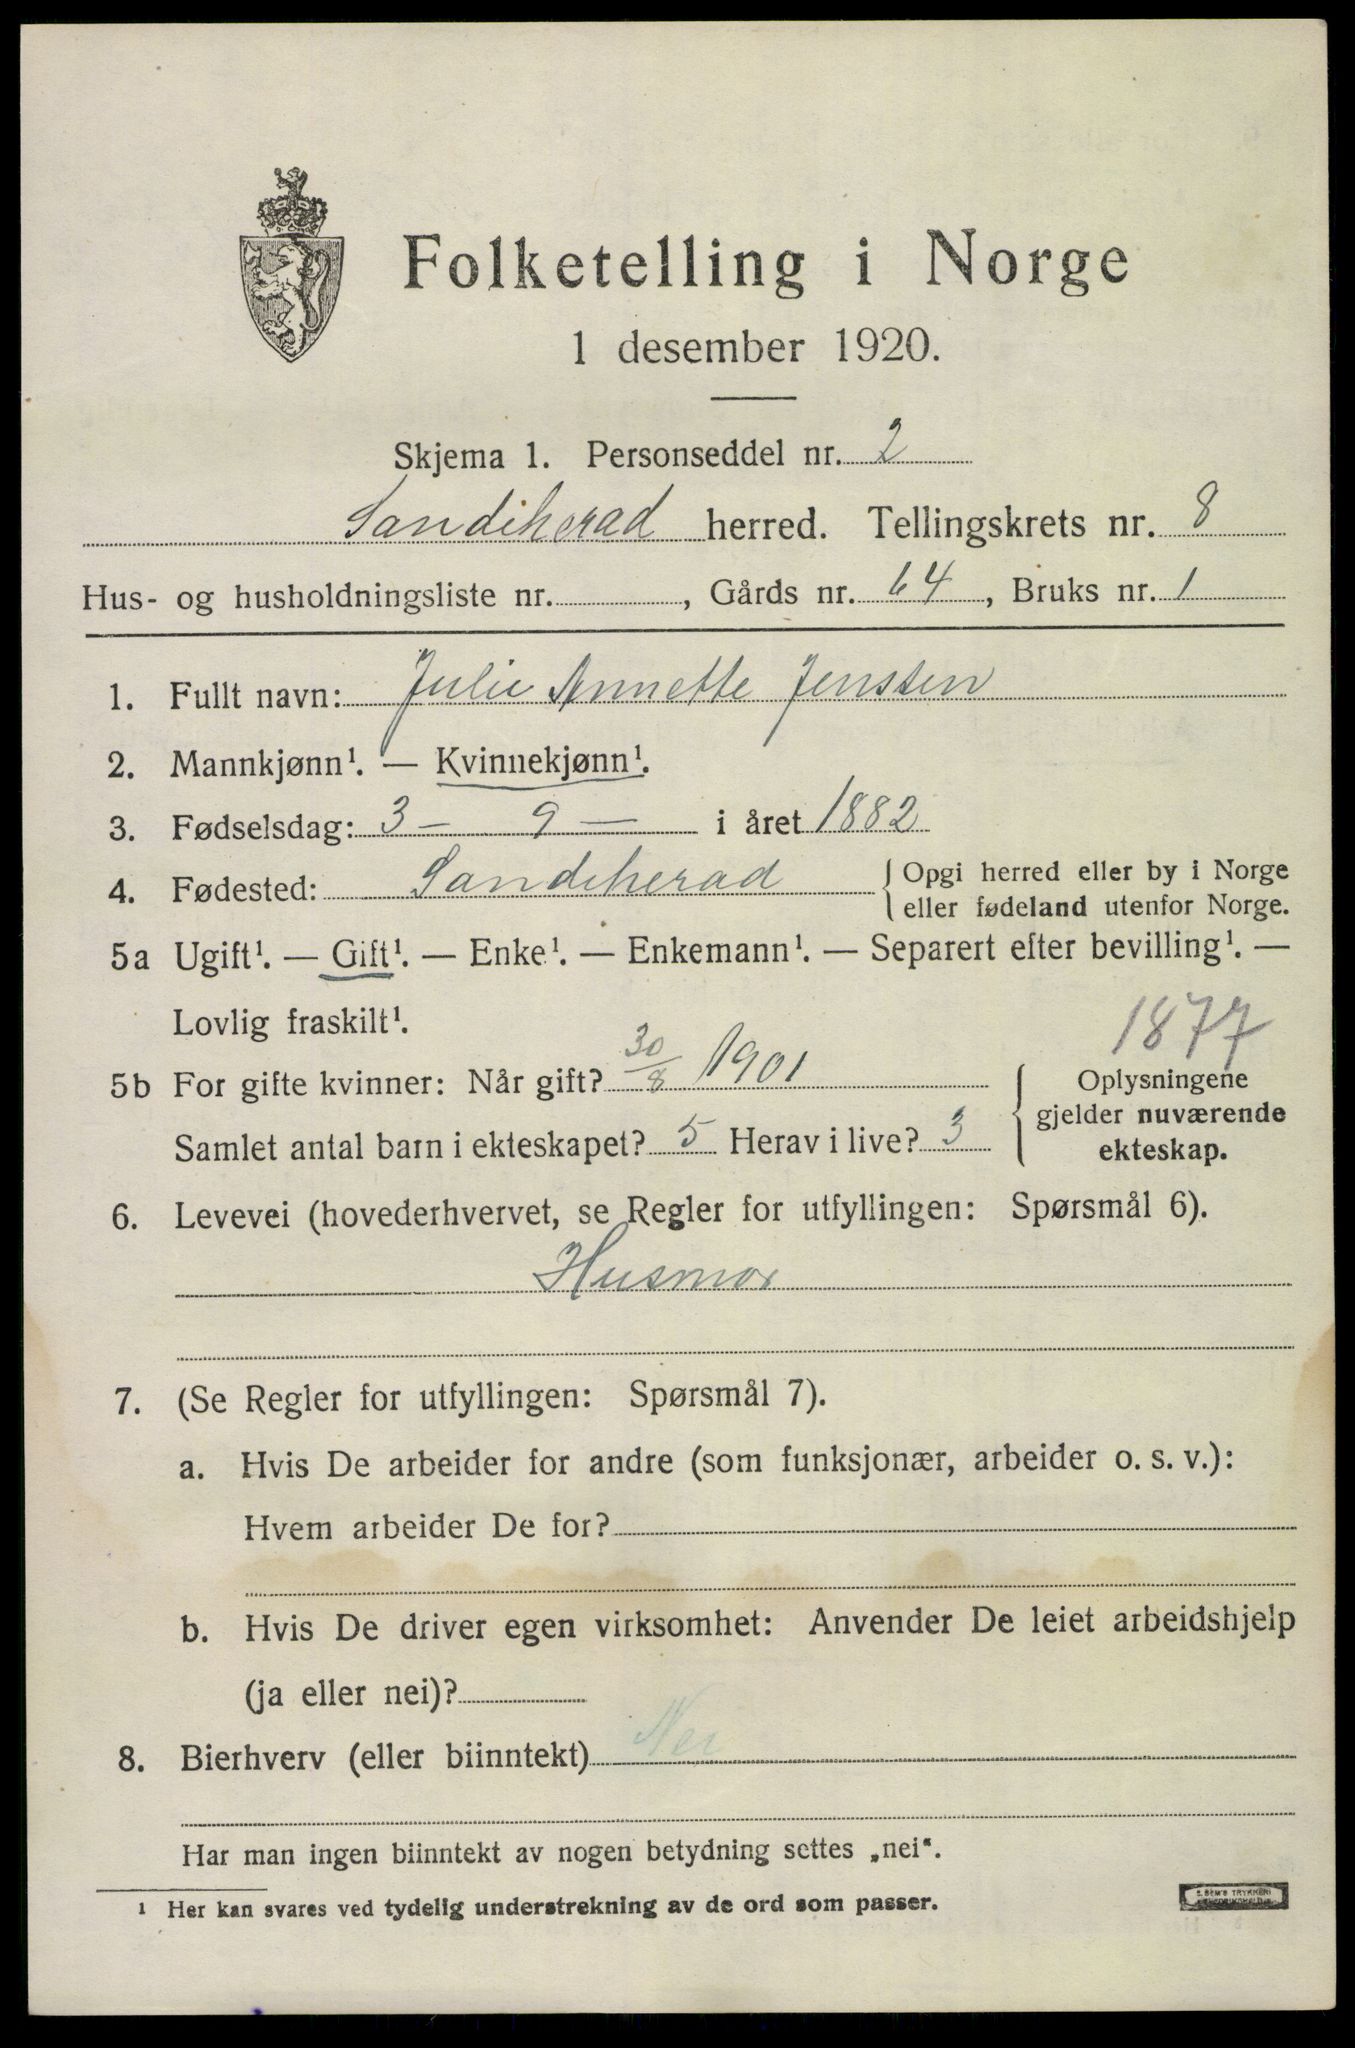 Folketelling i Norge
1 desember 1920.
Skjema 1. Personseddel nr. 2
Sandeherad herred. Tellingskrets nr. 8
Hus- og husholdningsliste nr. , Gårds nr. 64, Bruks nr. 1
1. Fullt navn: Julie Annette Jenssen
2. Mannkjønn¹. — Kvinnekjønn¹.
3. Fødselsdag: 3 – 9 — i året 1882
4. Fødested: Sandeherad { Opgi herred eller by i Norge
eller fødeland utenfor Norge.
5a Ugift¹. — Gift¹. — Enke¹. — Enkemann¹. — Separert efter bevilling¹. —
Lovlig fraskilt¹.
1877
5b For gifte kvinner: Når gift? 30/8 1901
Samlet antal barn i ekteskapet? 5 Herav i live? 3
Oplysningene
gjelder nuværende
ekteskap.
6. Levevei (hovederhvervet, se Regler for utfyllingen: Spørsmål 6).
Husmor
7. (Se Regler for utfyllingen: Spørsmål 7).
a. Hvis De arbeider for andre (som funksjonær, arbeider o. s. v.):
Hvem arbeider De for?
b. Hvis De driver egen virksomhet: Anvender De leiet arbeidshjelp
(ja eller nei)?
8. Bierhverv (eller biinntekt) Nei
Har man ingen biinntekt av nogen betydning settes „nei".
¹ Her kan svares ved tydelig understrekning av de ord som passer.